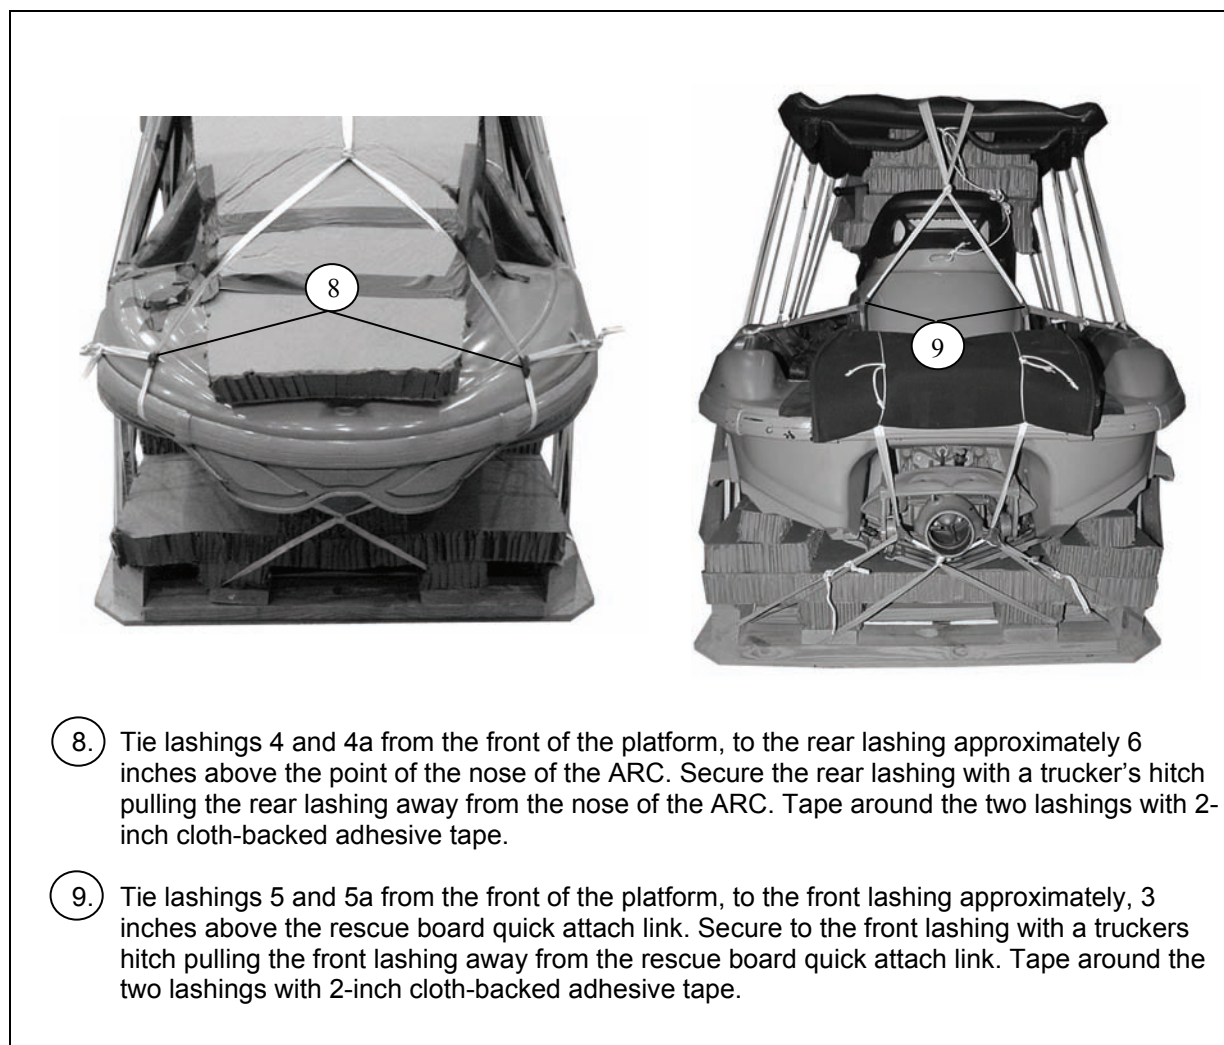 8
9
8. Tie lashings 4 and 4a from the front of the platform, to the rear lashing approximately 6
inches above the point of the nose of the ARC. Secure the rear lashing with a trucker’s hitch
pulling the rear lashing away from the nose of the ARC. Tape around the two lashings with 2-
inch cloth-backed adhesive tape.
9. Tie lashings 5 and 5a from the front of the platform, to the front lashing approximately, 3
inches above the rescue board quick attach link. Secure to the front lashing with a truckers
hitch pulling the front lashing away from the rescue board quick attach link. Tape around the
two lashings with 2-inch cloth-backed adhesive tape.